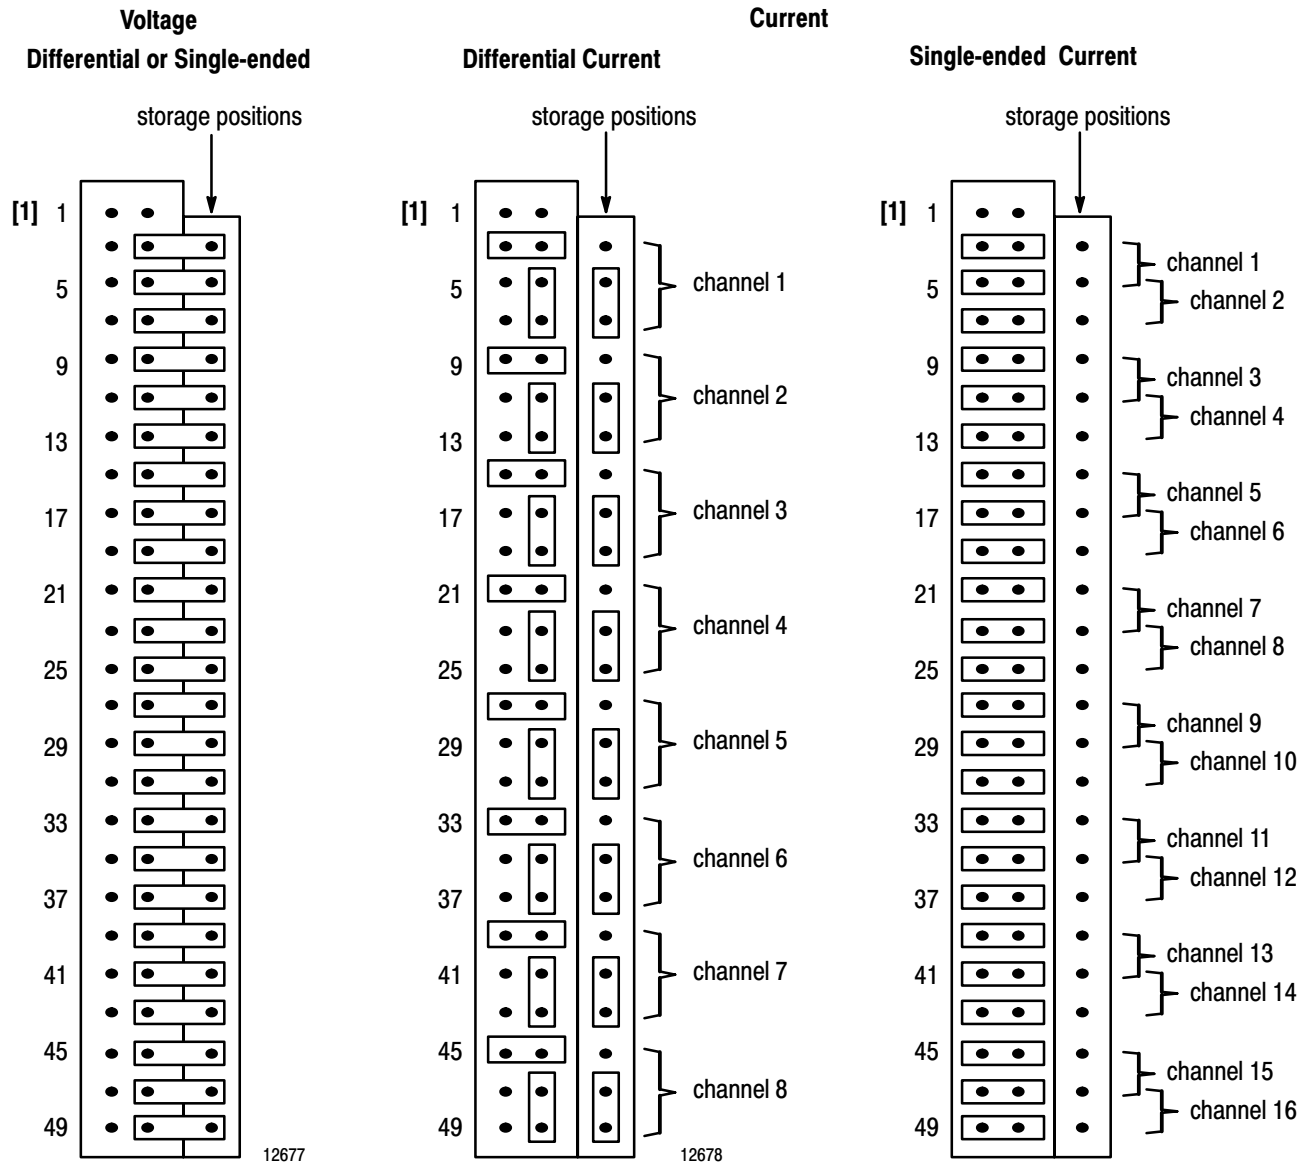 Voltage
Differential or Single-ended
storage positions
[1] 1
5
9
13
17
21
25
29
33
37
41
45
49
12677
Current
Differential Current
storage positions
[1] 1
5
9
13
17
21
25
29
33
37
41
45
49
channel 1
channel 2
channel 3
channel 4
channel 5
channel 6
channel 7
channel 8
12678
Single-ended Current
storage positions
[1] 1
5
9
13
17
21
25
29
33
37
41
45
49
channel 1
channel 2
channel 3
channel 4
channel 5
channel 6
channel 7
channel 8
channel 9
channel 10
channel 11
channel 12
channel 13
channel 14
channel 15
channel 16